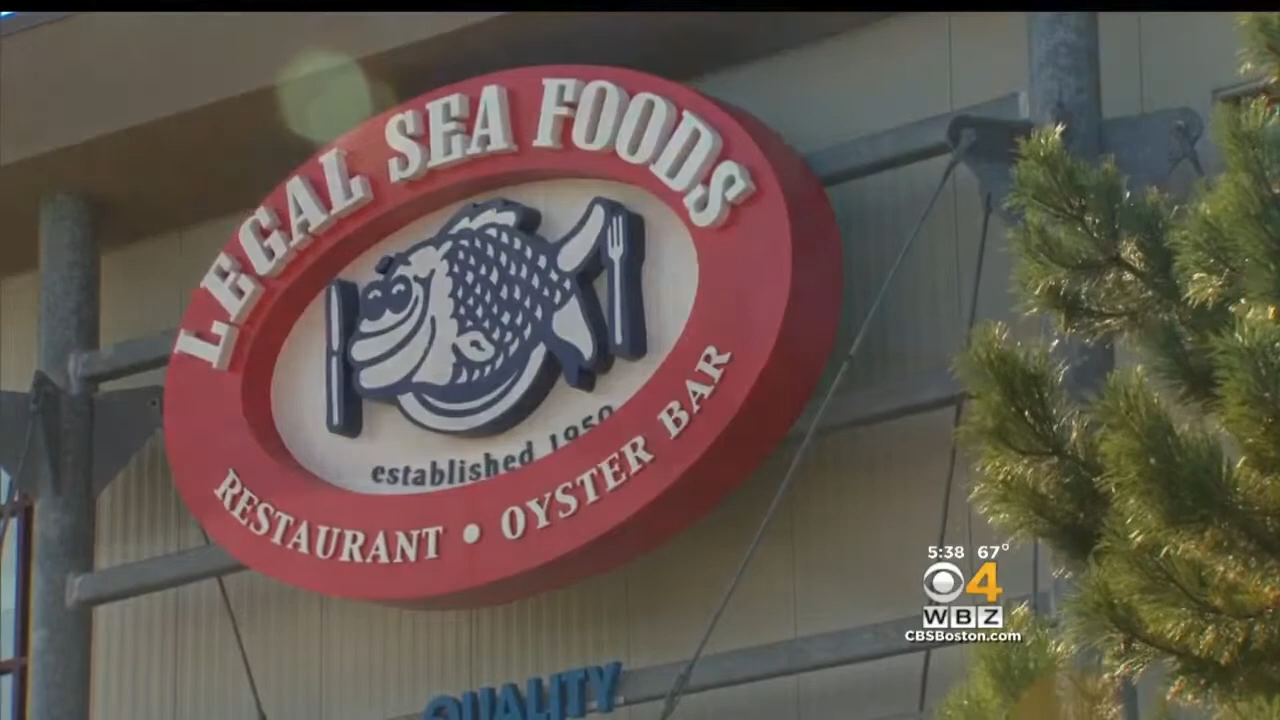 LEGAL SEA FOODS
established 1950
RESTAURANT • OYSTER BAR
QUALITY
5:38 67°
4
WBZ
CBSBoston.com